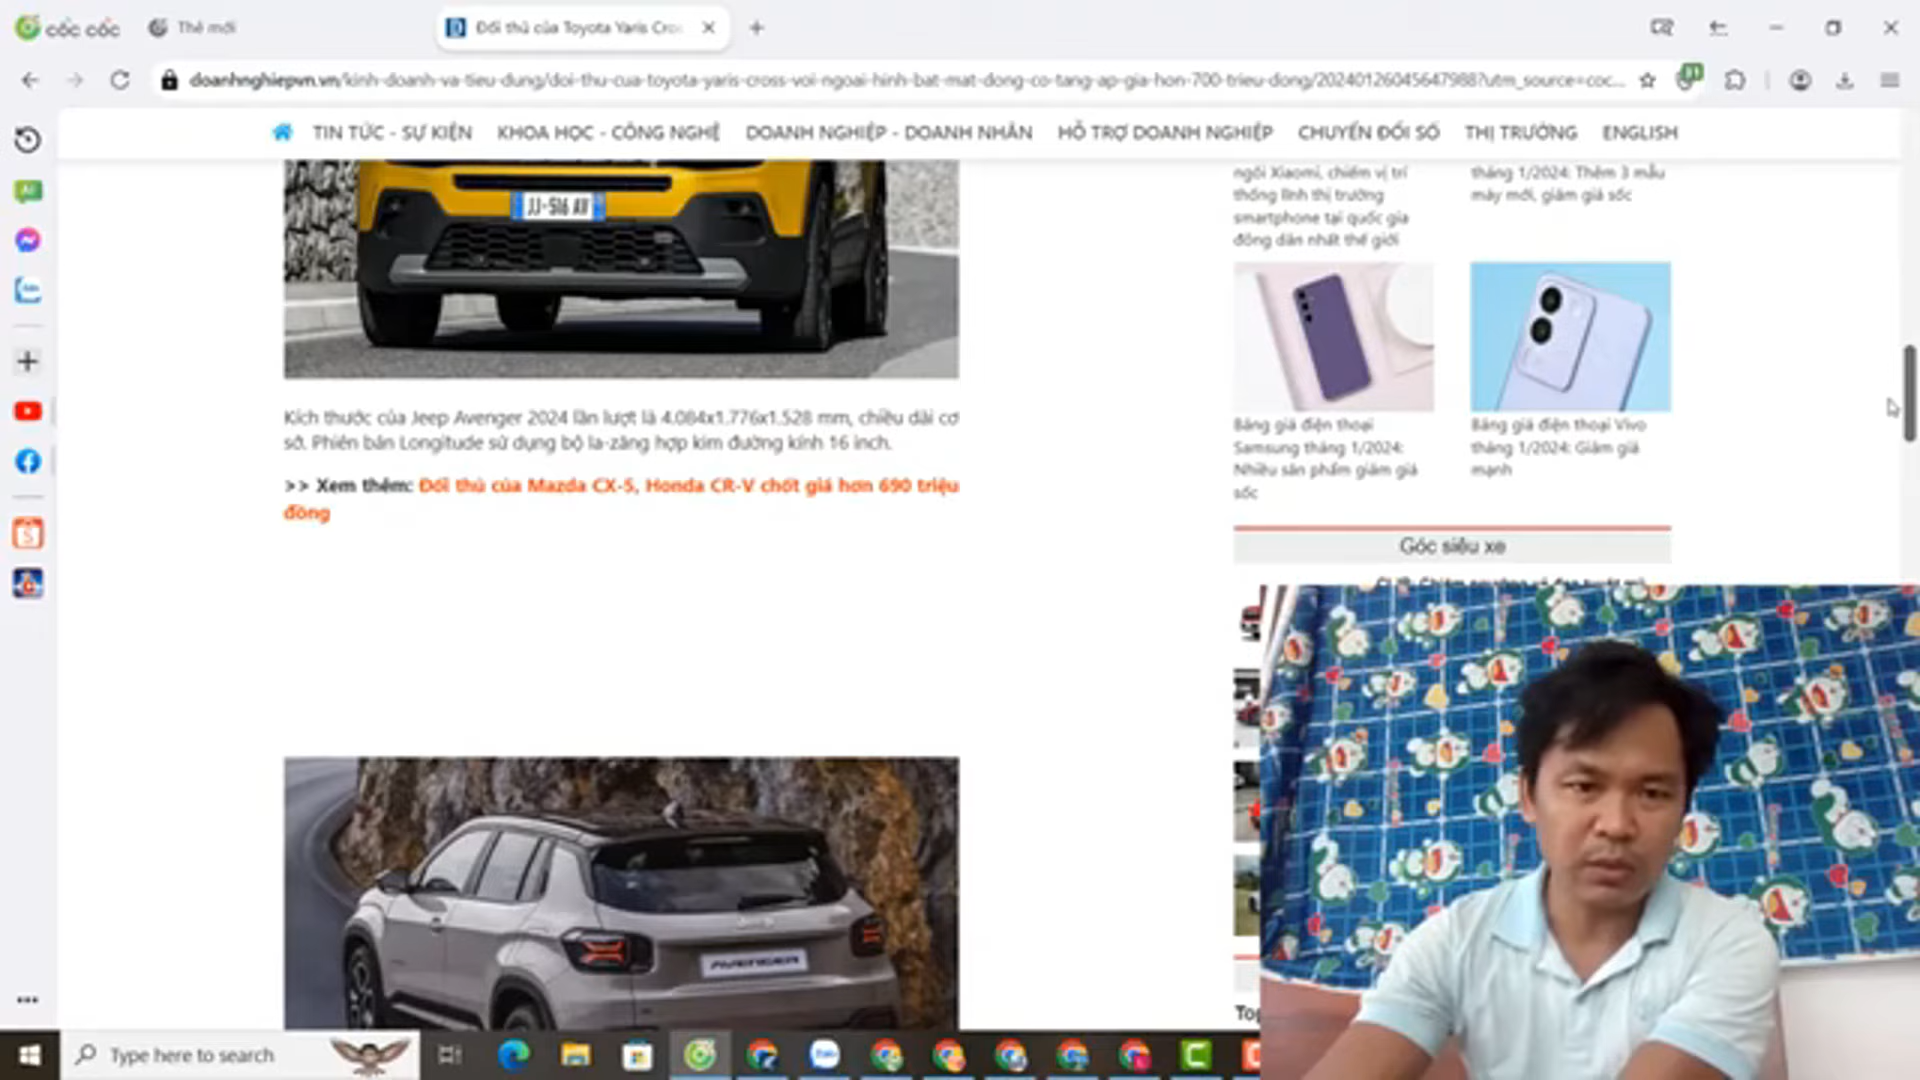 cốc cốc
Thẻ mới
Đối thủ của Toyota Yaris Cro
doanhnghiepvn.vn/kinh-doanh-va-tieu-dung/doi-thu-cua-toyota-yaris-cross-voi-ngoai-hinh-bat-mat-dong-co-tang-ap-gia-hon-700-trieu-dong/20240126045647988?utm_source=coc...
TIN TỨC - SỰ KIỆN KHOA HỌC - CÔNG NGHỆ DOANH NGHIỆP - DOANH NHÂN HỖ TRỢ DOANH NGHIỆP CHUYỂN ĐỔI SỐ THỊ TRƯỜNG ENGLISH
JJ-516 AV
Kích thước của Jeep Avenger 2024 lần lượt là 4.084x1.776x1.528 mm, chiều dài cơ
sở. Phiên bản Longitude sử dụng bộ la-zăng hợp kim đường kính 16 inch.
>> Xem thêm: Đối thủ của Mazda CX-5, Honda CR-V chốt giá hơn 690 triệu
đồng
AVENGER
ngôi Xiaomi, chiếm vị trí
thống lĩnh thị trường
smartphone tại quốc gia
đông dân nhất thế giới
tháng 1/2024: Thêm 3 mẫu
máy mới, giảm giá sốc
Bảng giá điện thoại
Samsung tháng 1/2024:
Nhiều sản phẩm giảm giá
sốc
Bảng giá điện thoại Vivo
tháng 1/2024: Giảm giá
mạnh
Góc siêu xe
Top
Type here to search